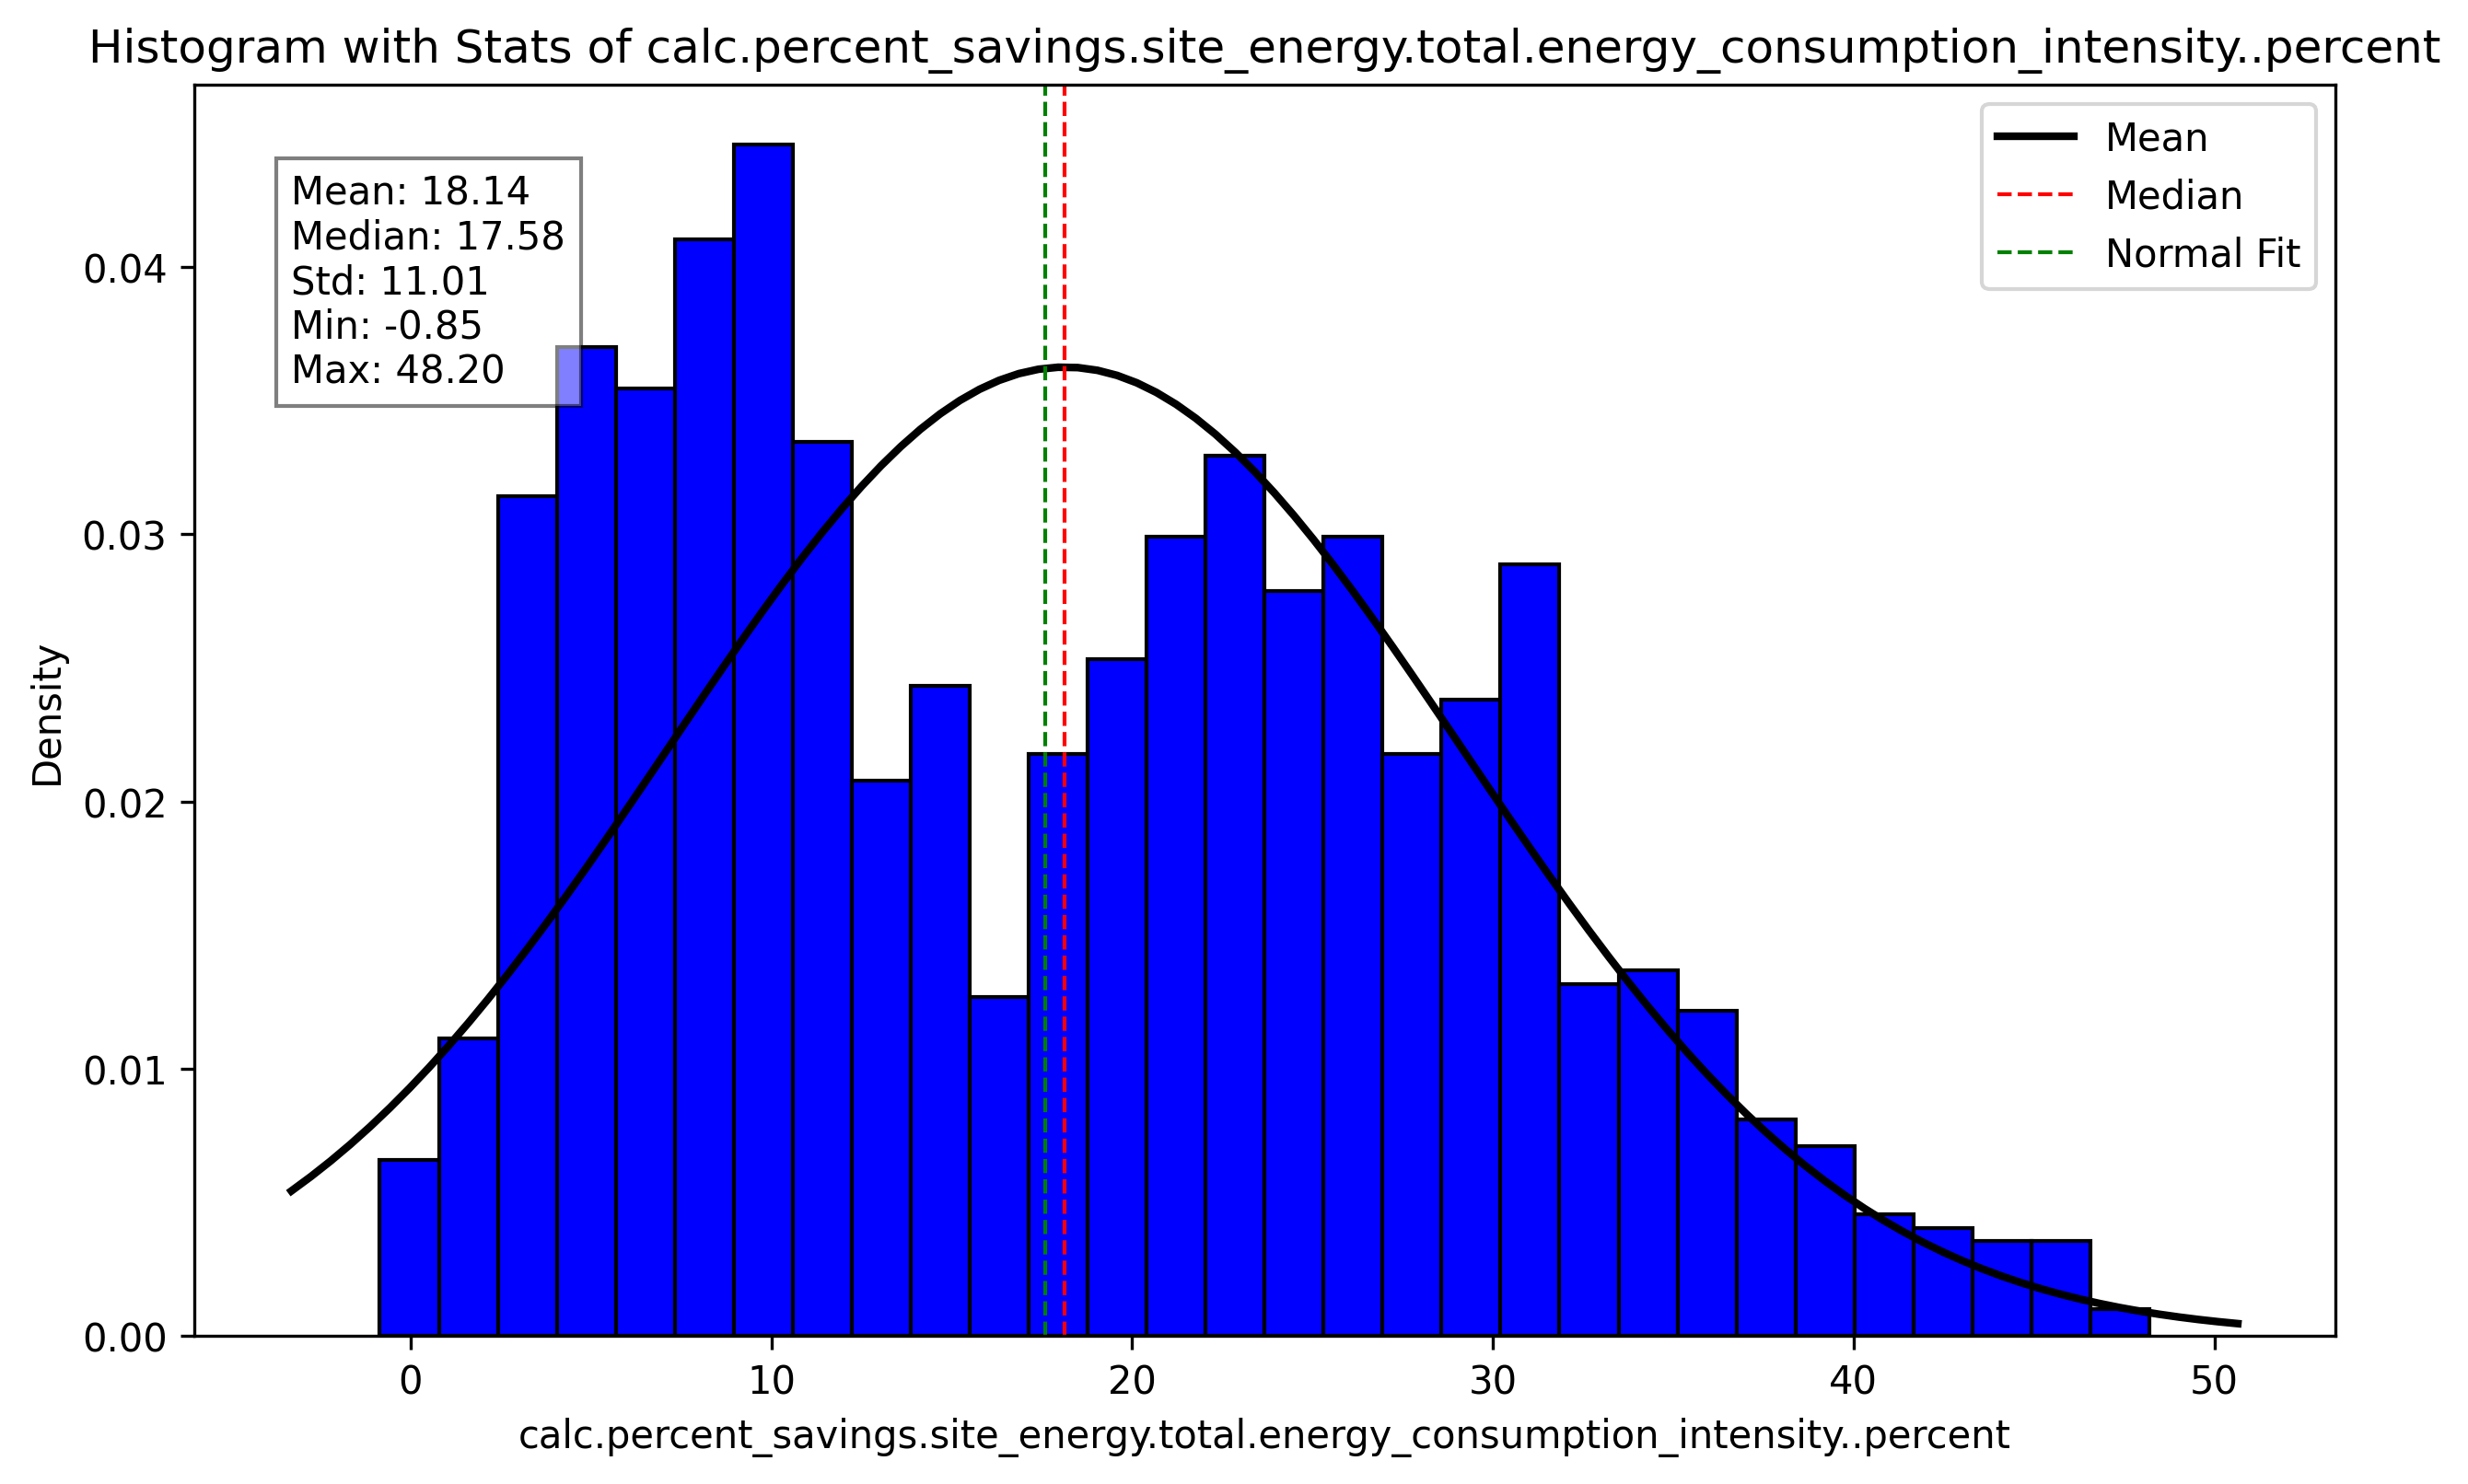 Histogram with Stats of calc.percent_savings.site_energy.total.energy_consumption_intensity..percent
Mean: 18.14
Median: 17.58
Std: 11.01
Min: -0.85
Max: 48.20
Mean
Median
Normal Fit
Density
0.04
0.03
0.02
0.01
0.00
0 10 20 30 40 50
calc.percent_savings.site_energy.total.energy_consumption_intensity..percent